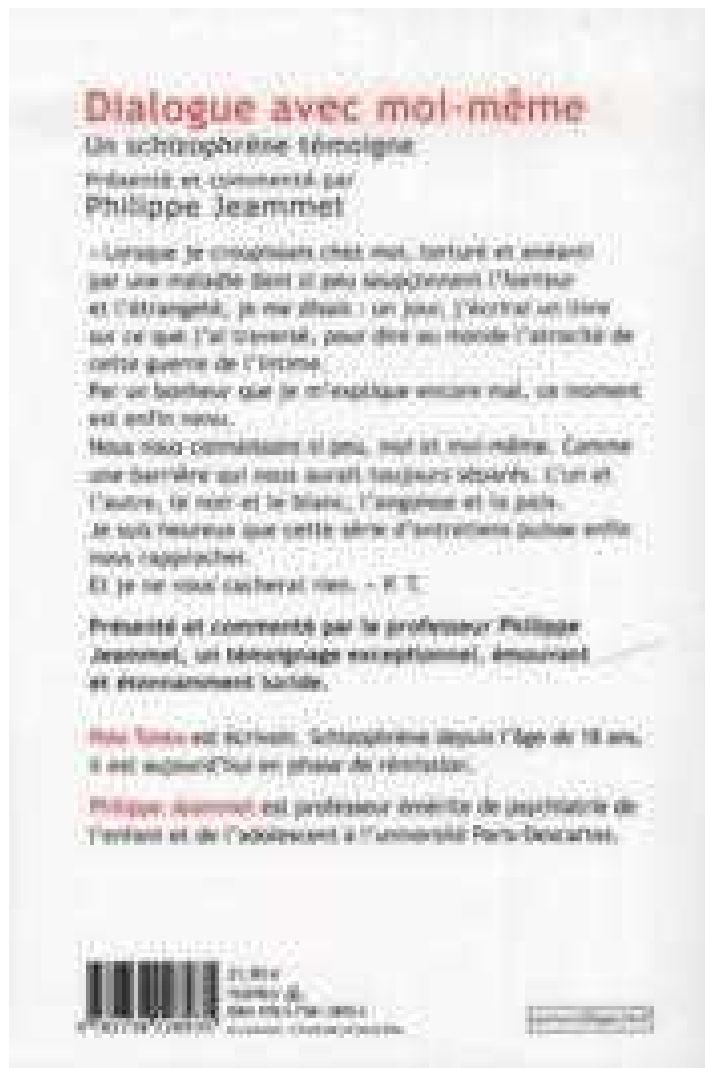 Dialogue avec moi-même
Un schizophrène témoigne
Présenté et commenté par
Philippe Jeammet
« Lorsque je croupissais chez moi, torturé et anéanti
par une maladie dont si peu soupçonnent l'horreur
et l'étrangeté, je me disais : un jour, j'écrirai un livre
sur ce que j'ai traversé, pour dire au monde l'atrocité de
cette guerre de l'intime.
Par un bonheur que je m'explique encore mal, ce moment
est enfin venu.
Nous nous connaissons si peu, moi et moi-même. Comme
une barrière qui nous aurait toujours séparés. L'un et
l'autre, le noir et le blanc, l'angoisse et la paix.
Je suis heureux que cette série d'entretiens puisse enfin
nous rapprocher.
Et je ne vous cacherai rien. » P. T.
Présenté et commenté par le professeur Philippe
Jeammet, un témoignage exceptionnel, émouvant
et étonnamment lucide.
Polo Tonka est écrivain. Schizophrène depuis l'âge de 18 ans,
il est aujourd'hui en phase de rémission.
Philippe Jeammet est professeur émérite de psychiatrie de
l'enfant et de l'adolescent à l'université Paris-Descartes.